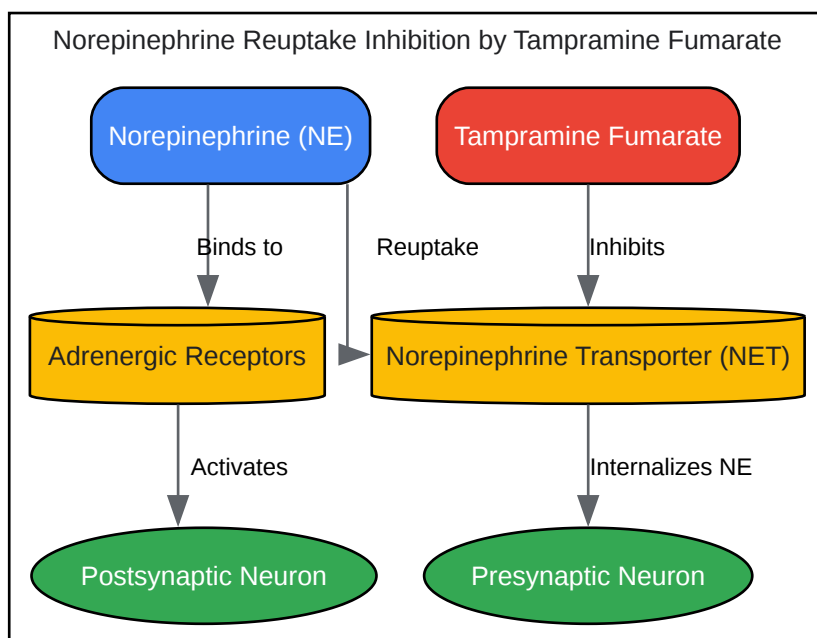 Norepinephrine Reuptake Inhibition by Tampramine Fumarate
Norepinephrine (NE)
Tampramine Fumarate
Binds to
Reuptake
Inhibits
Adrenergic Receptors
Norepinephrine Transporter (NET)
Activates
Internalizes NE
Postsynaptic Neuron
Presynaptic Neuron